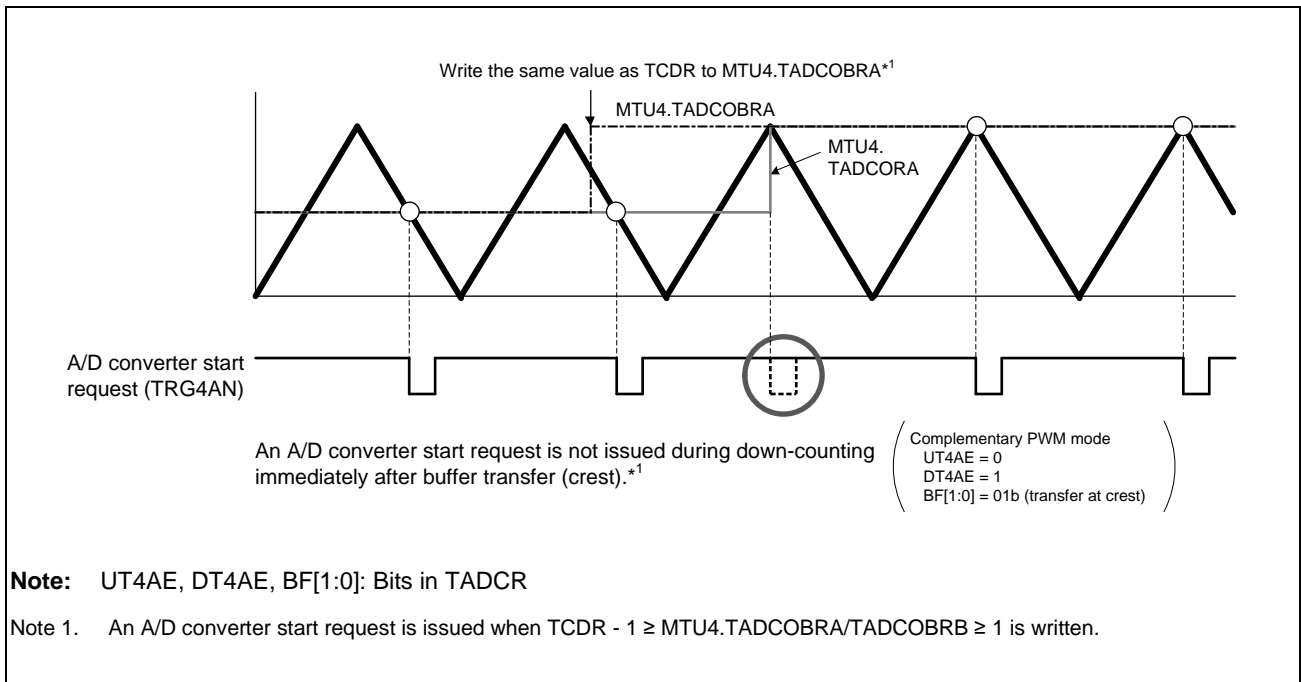 Write the same value as TCDR to MTU4.TADCOBRA*1
MTU4.TADCOBRA
MTU4.
TADCORA
A/D converter start
request (TRG4AN)
An A/D converter start request is not issued during down-counting
immediately after buffer transfer (crest).*1
Complementary PWM mode
UT4AE = 0
DT4AE = 1
BF[1:0] = 01b (transfer at crest)
Note: UT4AE, DT4AE, BF[1:0]: Bits in TADCR
Note 1. An A/D converter start request is issued when TCDR - 1 ≥ MTU4.TADCOBRA/TADCOBRB ≥ 1 is written.